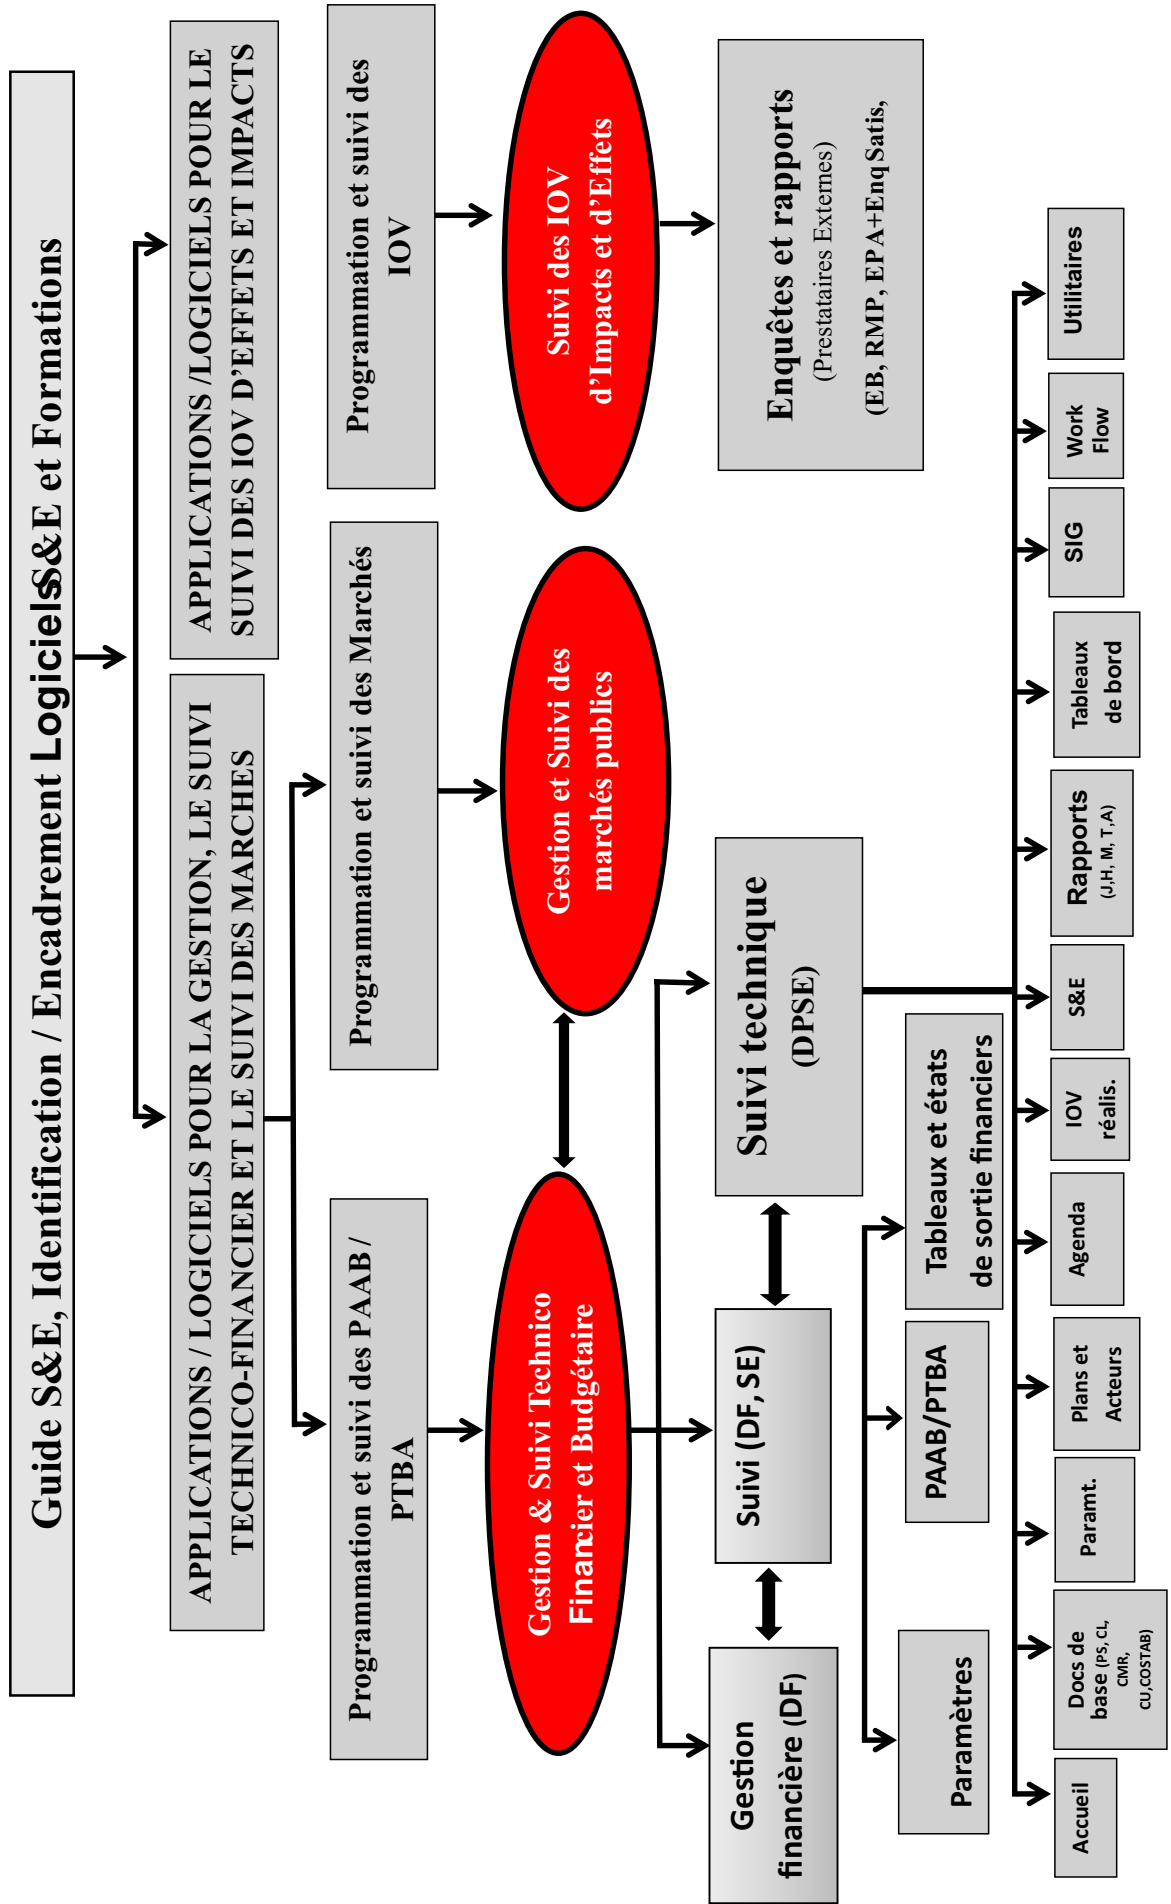 Guide S&E, Identification / Encadrement LogicielsS&E et Formations
APPLICATIONS / LOGICIELS POUR LA GESTION, LE SUIVI
TECHNICO-FINANCIER ET LE SUIVI DES MARCHES
APPLICATIONS /LOGICIELS POUR LE
SUIVI DES IOV D'EFFETS ET IMPACTS
Programmation et suivi des PAAB /
PTBA
Programmation et suivi des Marchés
Programmation et suivi des
IOV
Gestion & Suivi Technico
Financier et Budgétaire
Gestion et Suivi des
marchés publics
Suivi des IOV
d'Impacts et d'Effets
Gestion
financière (DF)
Suivi (DF, SE)
Suivi technique
(DPSE)
Enquêtes et rapports
(Prestataires Externes)
(EB, RMP, EPA+EnqSatis,
Paramètres
PAAB/PTBA
Tableaux et états
de sortie financiers
Accueil
Docs de
base (PS, CL,
CMR,
CU,COSTAB)
Paramt.
Plans et
Acteurs
Agenda
IOV
réalis.
S&E
Rapports
(J,H, M, T,A)
Tableaux
de bord
SIG
Work
Flow
Utilitaires